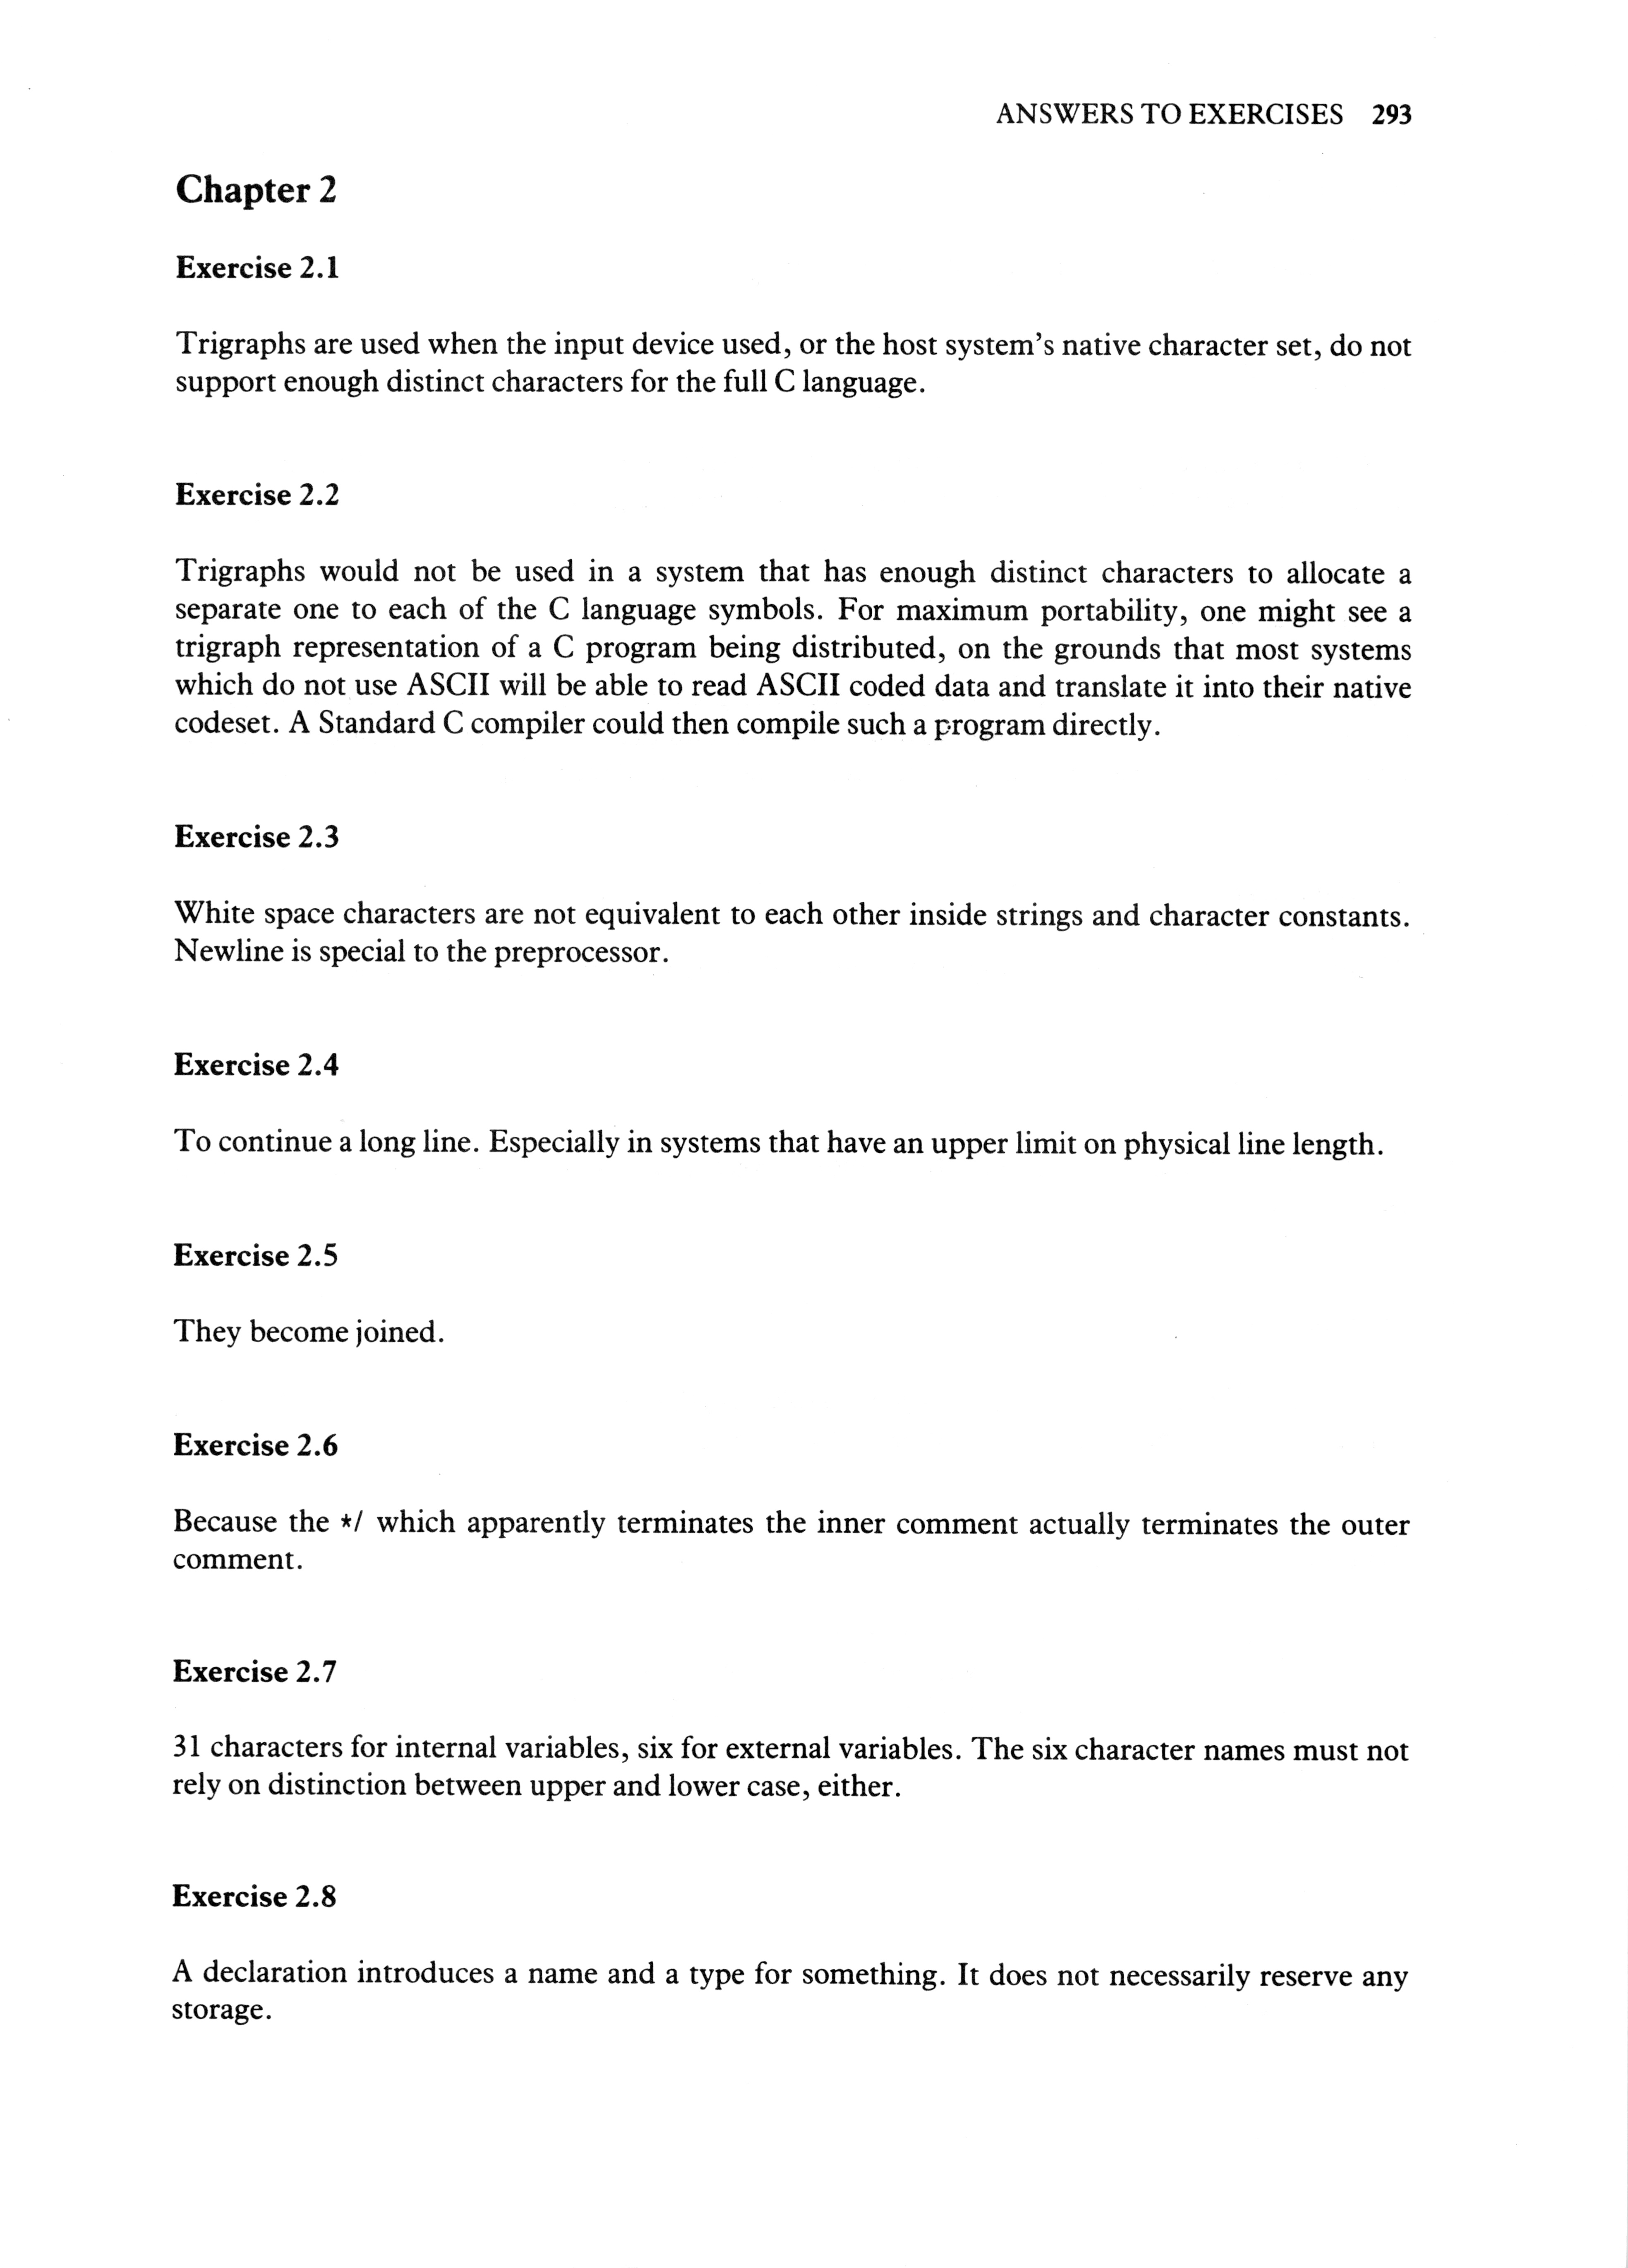 ANSWERS TO EXERCISES 293
Chapter 2
Exercise 2.1
Trigraphs are used when the input device used, or the host system's native character set, do not
support enough distinct characters for the full C language.
Exercise 2.2
Trigraphs would not be used in a system that has enough distinct characters to allocate a
separate one to each of the C language symbols. For maximum portability, one might see a
trigraph representation of a C program being distributed, on the grounds that most systems
which do not use ASCII will be able to read ASCII coded data and translate it into their native
codeset. A Standard C compiler could then compile such a program directly.
Exercise 2.3
White space characters are not equivalent to each other inside strings and character constants.
Newline is special to the preprocessor.
Exercise 2.4
To continue a long line. Especially in systems that have an upper limit on physical line length.
Exercise 2.5
They become joined.
Exercise 2.6
Because the */ which apparently terminates the inner comment actually terminates the outer
comment.
Exercise 2.7
31 characters for internal variables, six for external variables. The six character names must not
rely on distinction between upper and lower case, either.
Exercise 2.8
A declaration introduces a name and a type for something. It does not necessarily reserve any
storage.